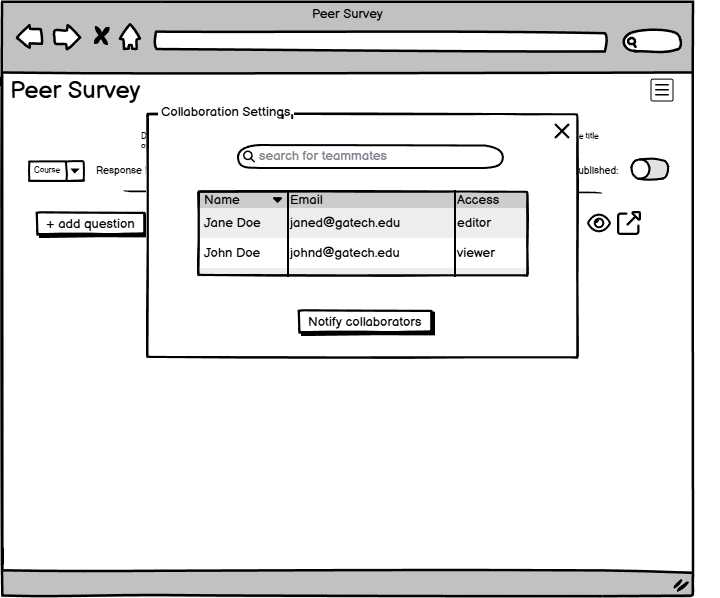 Peer Survey
Peer Survey
Collaboration Settings
title
search for teammates
Course
Response
Name Email Access
Jane Doe janed@gatech.edu editor
+ add question
John Doe johnd@gatech.edu viewer
Notify collaborators